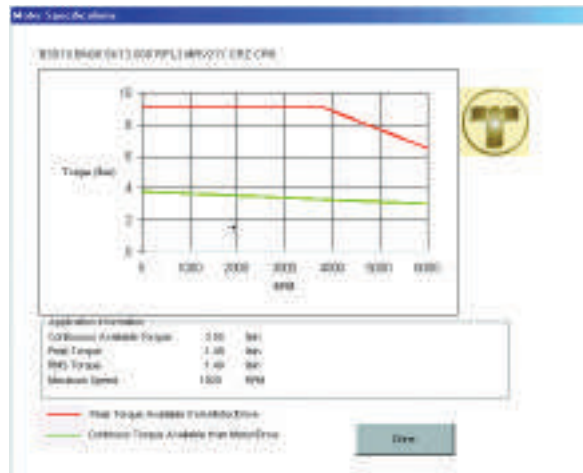 Motor Specifications
10
8
6
Torque (Nm)
4
2
0
0 1000 2000 3000 4000 5000 6000
RPM
Application Information
Continuous Available Torque Nm
Peak Torque Nm
RMS Torque Nm
Maximum Speed RPM
Peak Torque Available from Motor/Drive
Continuous Torque Available from Motor/Drive